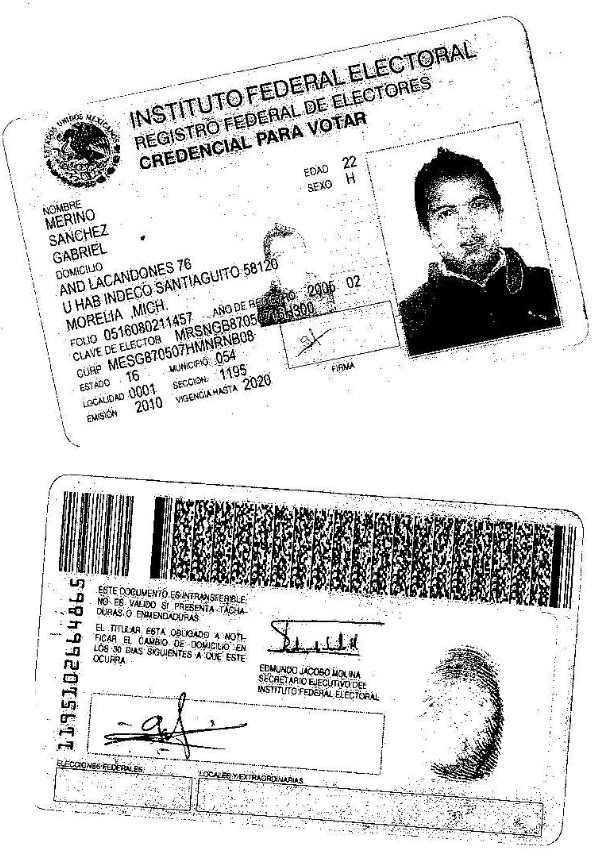 ESTADOS UNIDOS MEXICANOS
INSTITUTO FEDERAL ELECTORAL
REGISTRO FEDERAL DE ELECTORES
CREDENCIAL PARA VOTAR
NOMBRE
MERINO
SANCHEZ
GABRIEL
EDAD 22
SEXO H
DOMICILIO
AND LACANDONES 76
U HAB INDECO SANTIAGUITO 58120
MORELIA ,MICH.
FOLIO 0516080211457 AÑO DE REGISTRO 2005 02
CLAVE DE ELECTOR MRSNGB87050
CURP MESG870507HMNRNB08
ESTADO 16 MUNICIPIO 054
LOCALIDAD 0001 SECCION 1195
EMISIÓN 2010 VIGENCIA HASTA 2020
FIRMA
1195102664865
ESTE DOCUMENTO ES INTRANSFERIBLE,
NO ES VALIDO SI PRESENTA TACHA-
DURAS O ENMENDADURAS.
EL TITULAR ESTA OBLIGADO A NOTI-
FICAR EL CAMBIO DE DOMICILIO EN
LOS 30 DIAS SIGUIENTES A QUE ESTE
OCURRA.
EDMUNDO JACOBO MOLINA
SECRETARIO EJECUTIVO DEL
INSTITUTO FEDERAL ELECTORAL
ELECCIONES FEDERALES
LOCALES Y EXTRAORDINARIAS